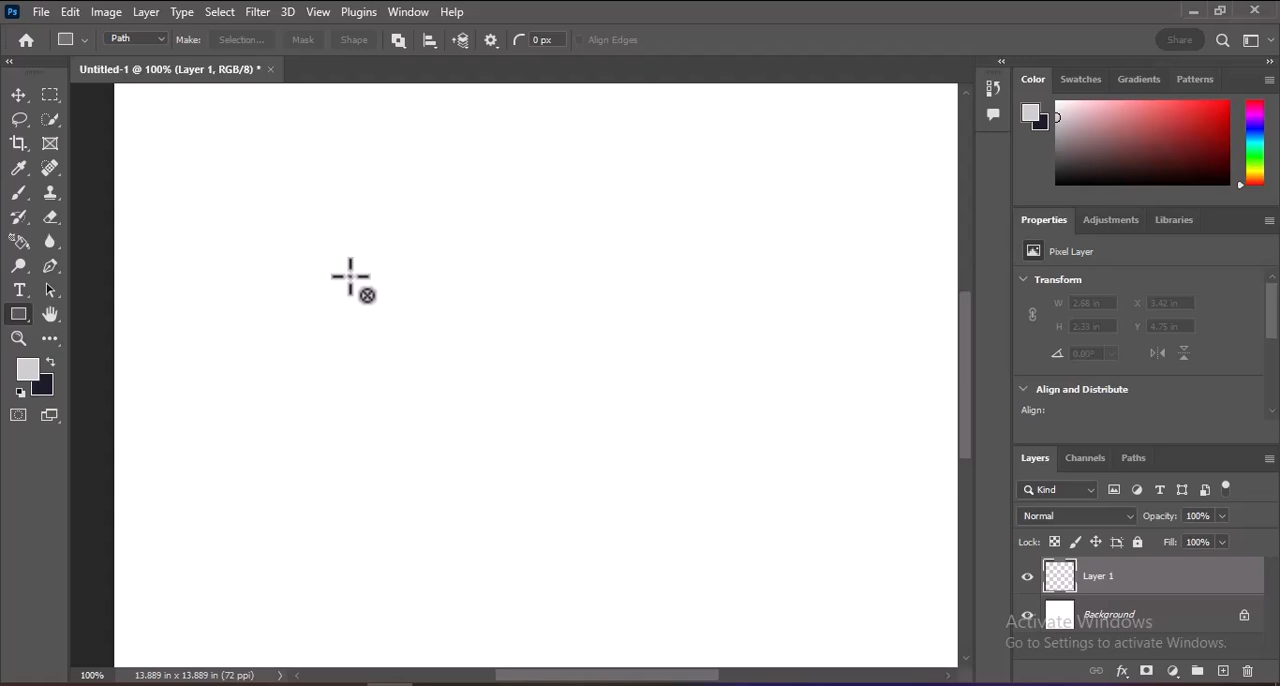 Ps File Edit Image Layer Type Select Filter 3D View Plugins Window Help
Path Make: Selection... Mask Shape 0 px Align Edges Share
Untitled-1 @ 100% (Layer 1, RGB/8) *
Color Swatches Gradients Patterns
Properties Adjustments Libraries
Pixel Layer
Transform
W 2.68 in X 3.42 in
H 2.33 in Y 4.75 in
0.00°
Align and Distribute
Align:
Layers Channels Paths
Kind
Normal Opacity: 100%
Lock: Fill: 100%
Layer 1
Background
Activate Windows
Go to Settings to activate Windows.
100% 13.889 in x 13.889 in (72 ppi)